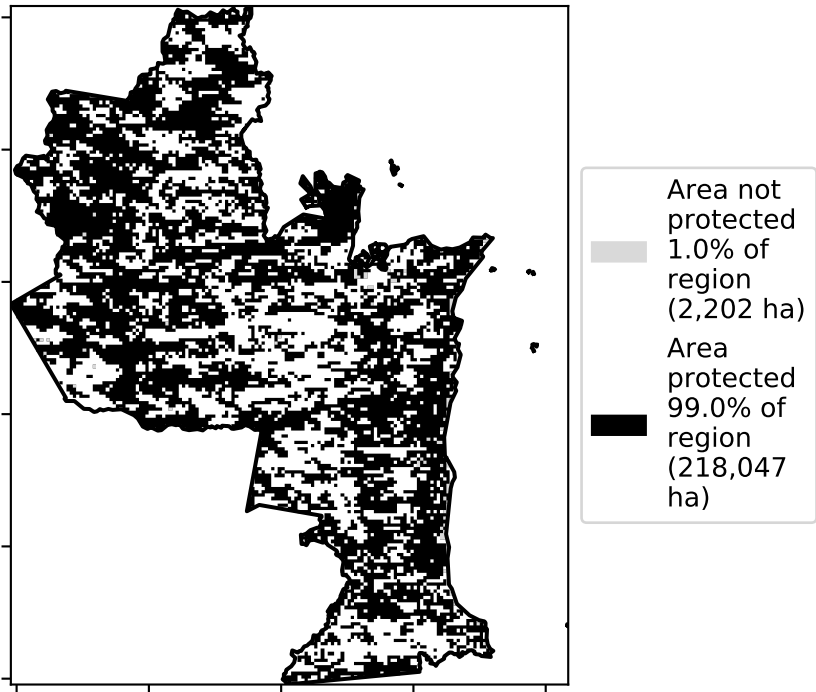 Area not
protected
1.0% of
region
(2,202 ha)
Area
protected
99.0% of
region
(218,047
ha)